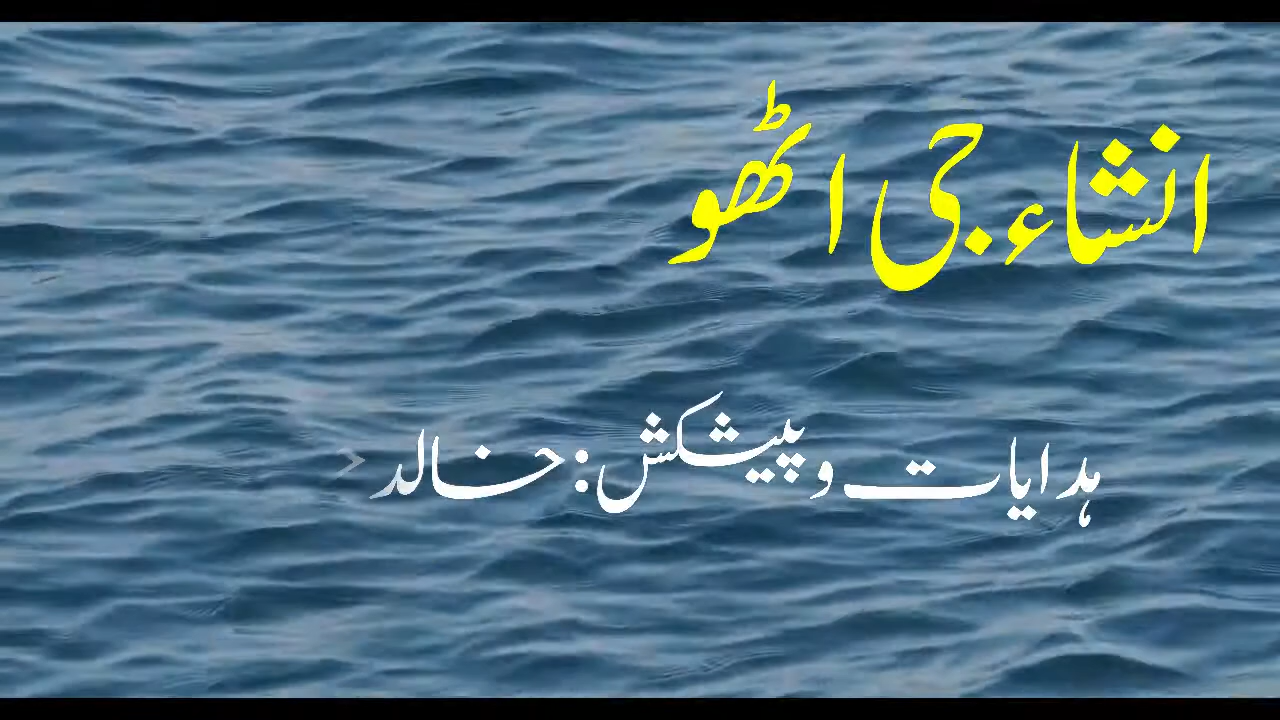 انشاء جی اٹھو
ہدایات و پیشکش: خالد